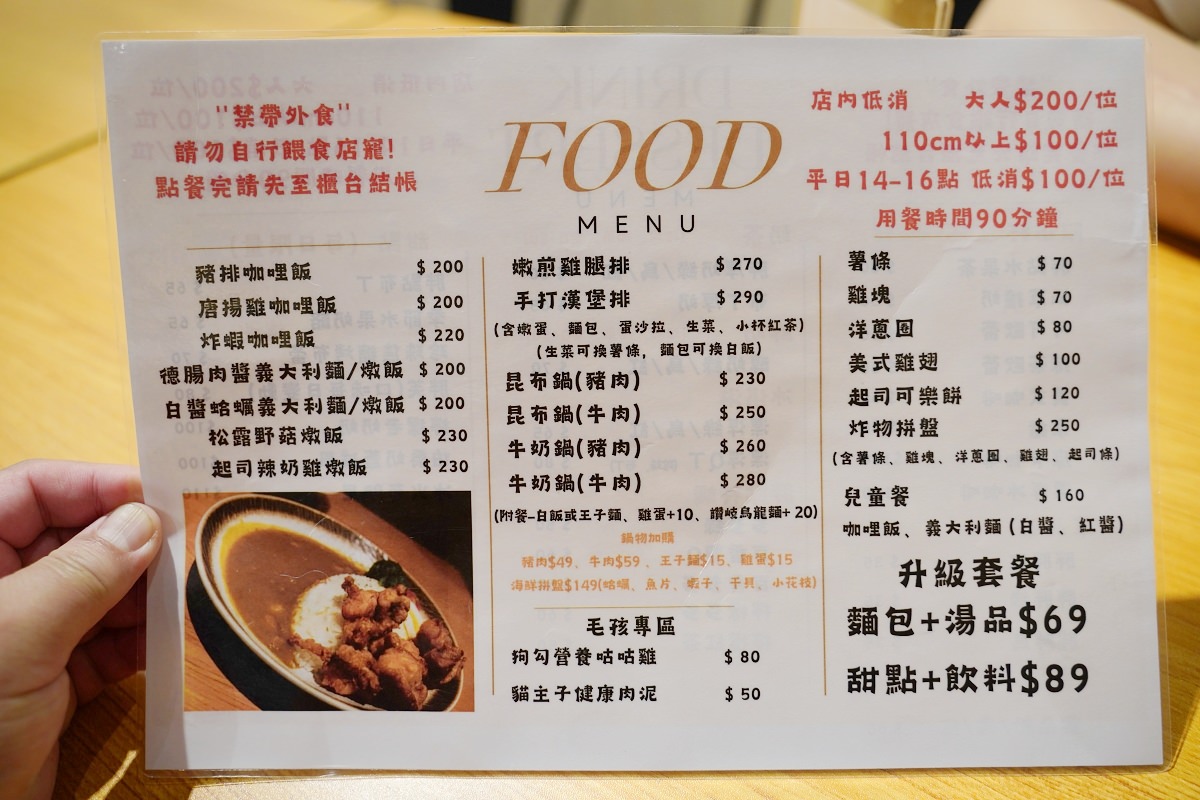 "禁帶外食"
請勿自行餵食店寵!
點餐完請先至櫃台結帳
FOOD
MENU
店內低消 大人$200/位
110cm以上$100/位
平日14-16點 低消$100/位
用餐時間90分鐘
豬排咖哩飯 $ 200
唐揚雞咖哩飯 $ 200
炸蝦咖哩飯 $ 220
德腸肉醬義大利麵/燉飯 $ 200
白醬蛤蠣義大利麵/燉飯 $ 200
松露野菇燉飯 $ 230
起司辣奶雞燉飯 $ 230
嫩煎雞腿排 $ 270
手打漢堡排 $ 290
(含嫩蛋、麵包、蛋沙拉、生菜、小杯紅茶)
(生菜可換薯條, 麵包可換白飯)
昆布鍋(豬肉) $ 230
昆布鍋(牛肉) $ 250
牛奶鍋(豬肉) $ 260
牛奶鍋(牛肉) $ 280
(附餐-白飯或王子麵、雞蛋+10、讚岐烏龍麵+20)
鍋物加購
豬肉$49、牛肉$59、王子麵$15、雞蛋$15
海鮮拼盤$149(蛤蠣、魚片、蝦子、干貝、小花枝)
毛孩專區
狗勾營養咕咕雞 $ 80
貓主子健康肉泥 $ 50
薯條 $ 70
雞塊 $ 70
洋蔥圈 $ 80
美式雞翅 $ 100
起司可樂餅 $ 120
炸物拼盤 $ 250
(含薯條、雞塊、洋蔥圈、雞翅、起司條)
兒童餐 $ 160
咖哩飯、義大利麵(白醬、紅醬)
升級套餐
麵包+湯品$69
甜點+飲料$89